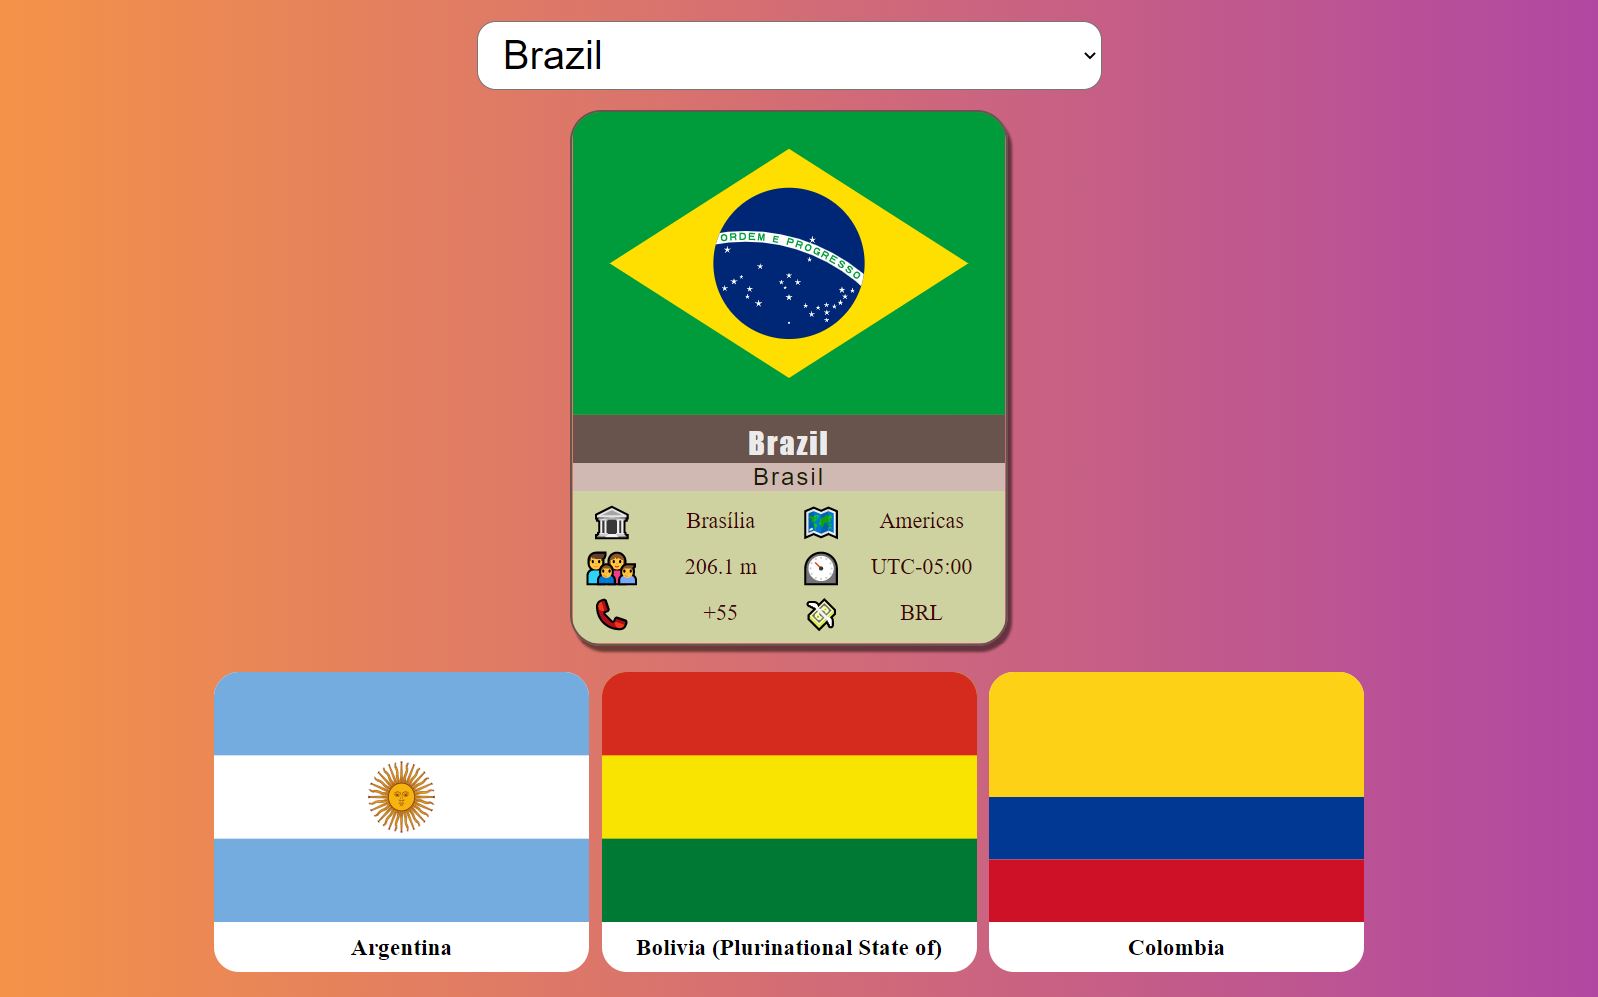 Brazil
ORDEM E PROGRESSO
Brazil
Brasil
Brasília Americas
206.1 m UTC-05:00
+55 BRL
Argentina Bolivia (Plurinational State of) Colombia